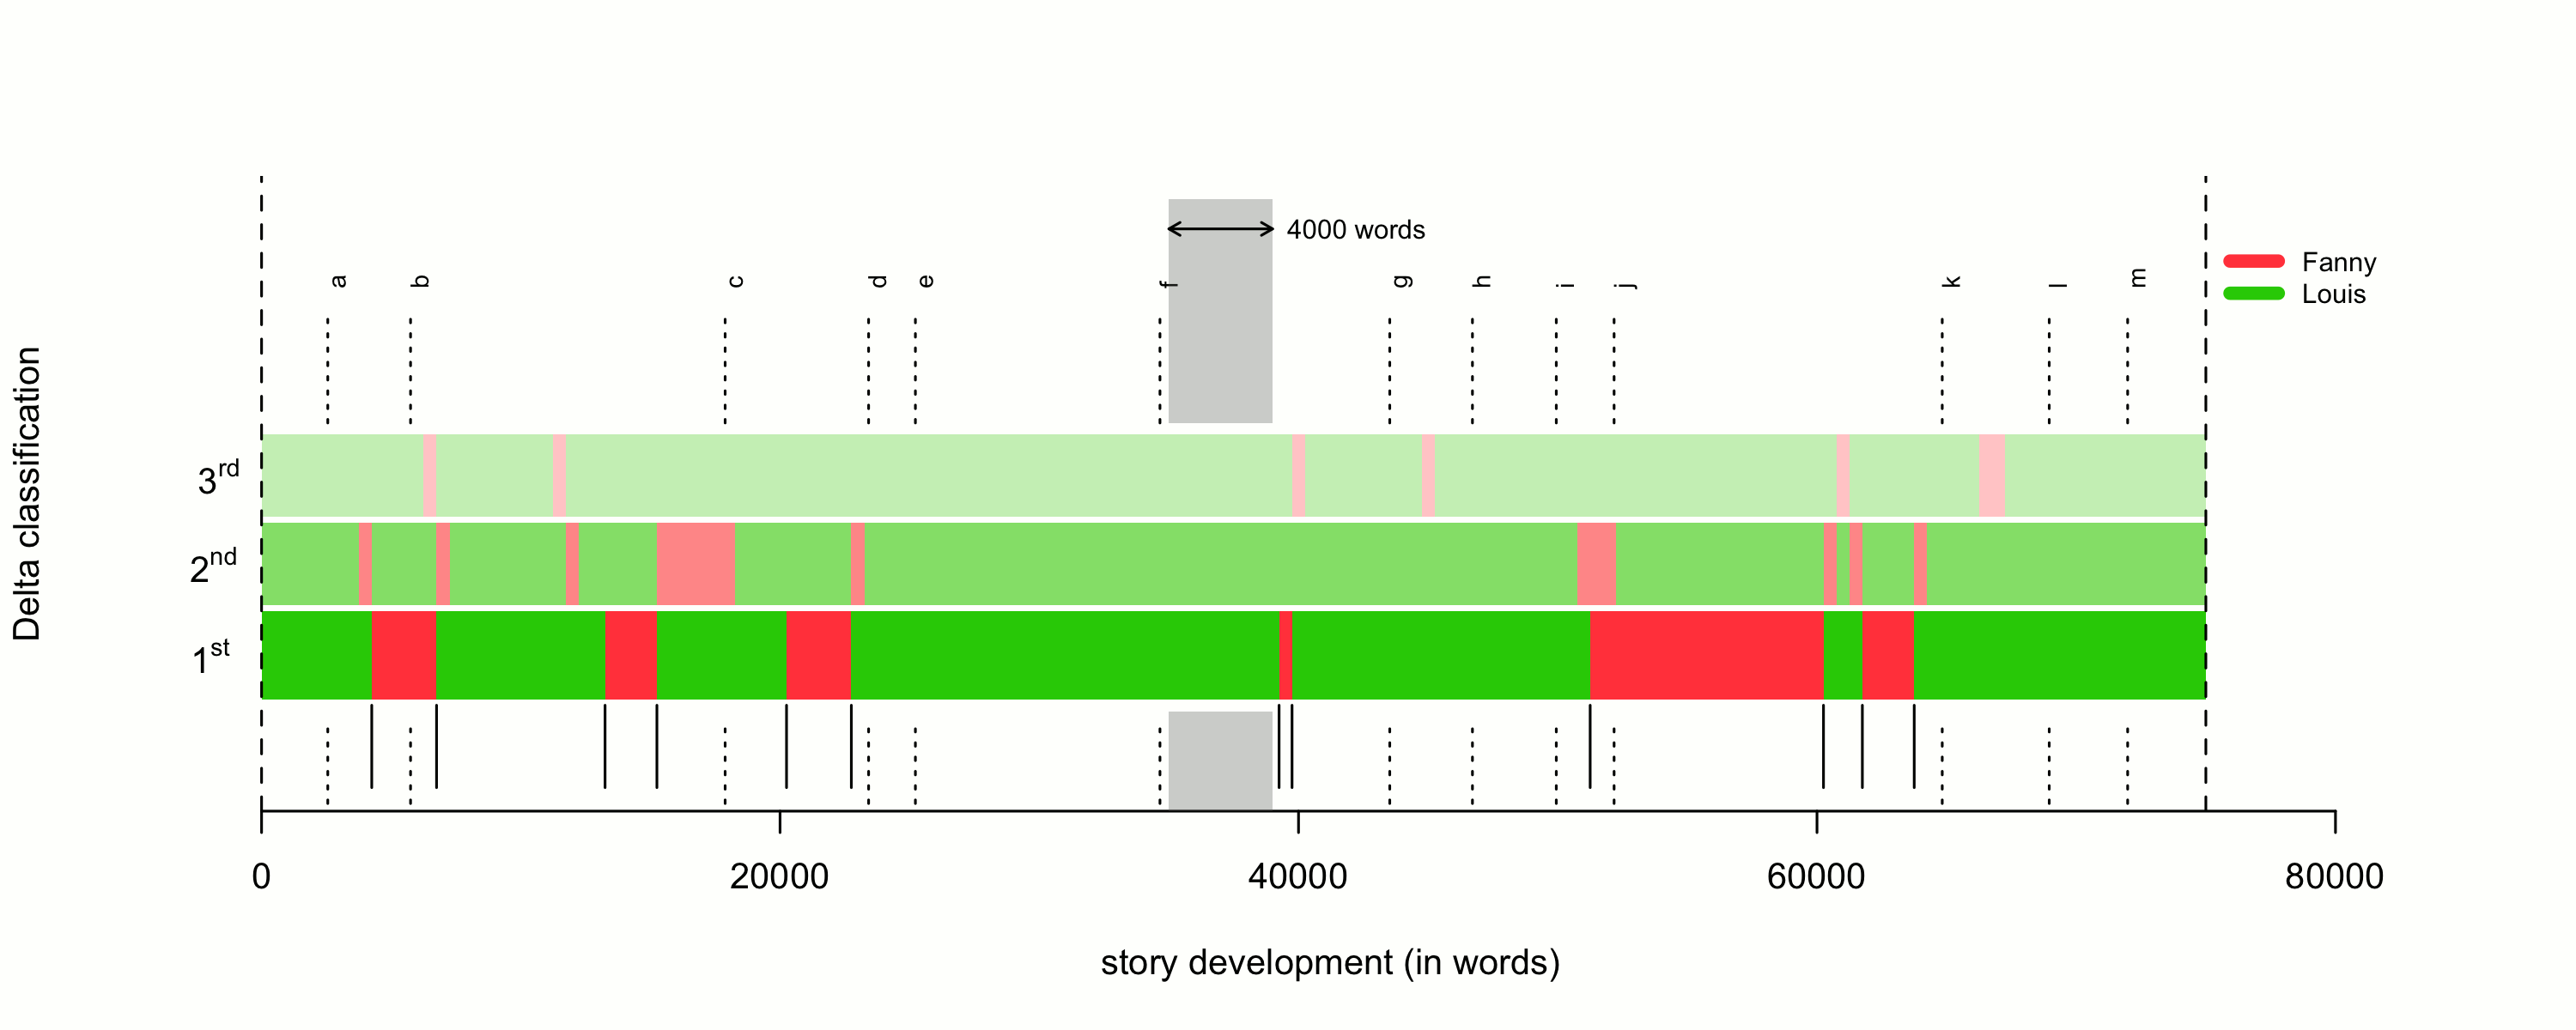 4000 words
Fanny
Louis
a b c d e f g h i j k l m
Delta classification
3rd
2nd
1st
0 20000 40000 60000 80000
story development (in words)